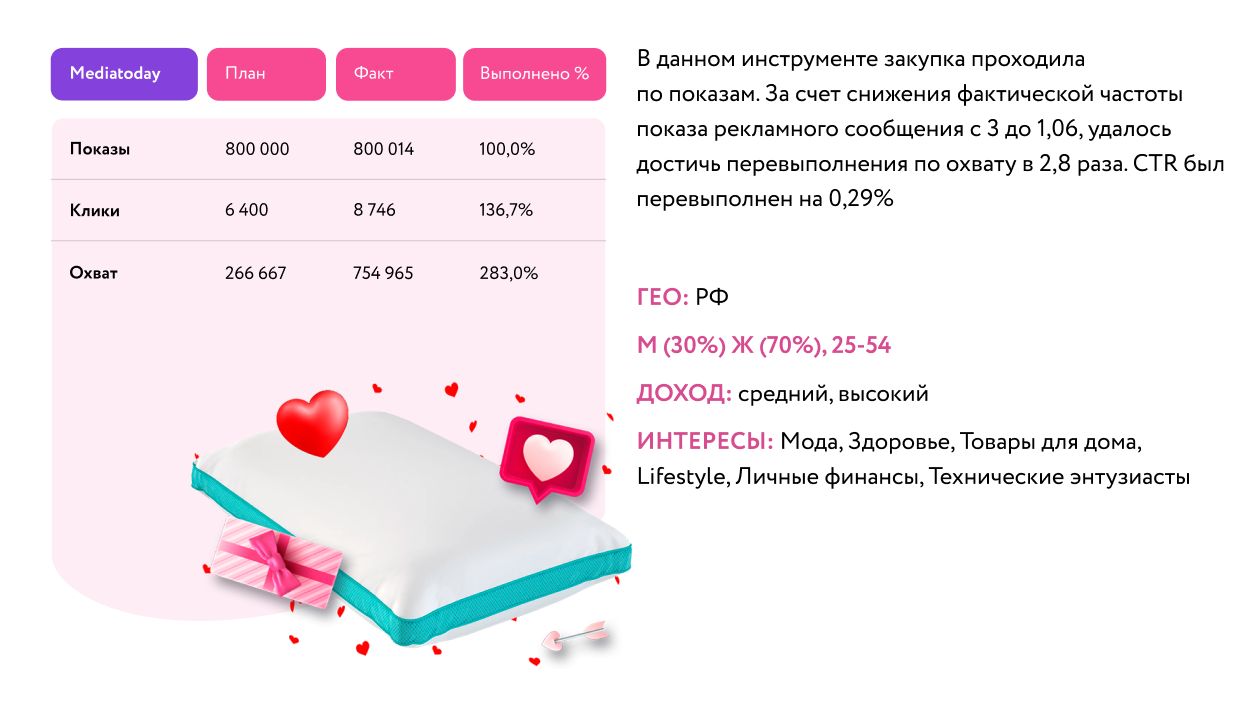 Mediatoday План Факт Выполнено %
Показы 800 000 800 014 100,0%
Клики 6 400 8 746 136,7%
Охват 266 667 754 965 283,0%
В данном инструменте закупка проходила
по показам. За счет снижения фактической частоты
показа рекламного сообщения с 3 до 1,06, удалось
достичь перевыполнения по охвату в 2,8 раза. CTR был
перевыполнен на 0,29%
ГЕО: РФ
М (30%) Ж (70%), 25-54
ДОХОД: средний, высокий
ИНТЕРЕСЫ: Мода, Здоровье, Товары для дома,
Lifestyle, Личные финансы, Технические энтузиасты